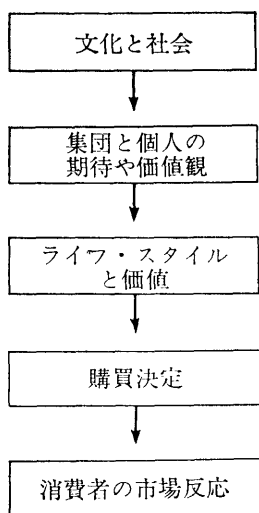 文化と社会
集団と個人の
期待や価値観
ライフ・スタイル
と価値
購買決定
消費者の市場反応